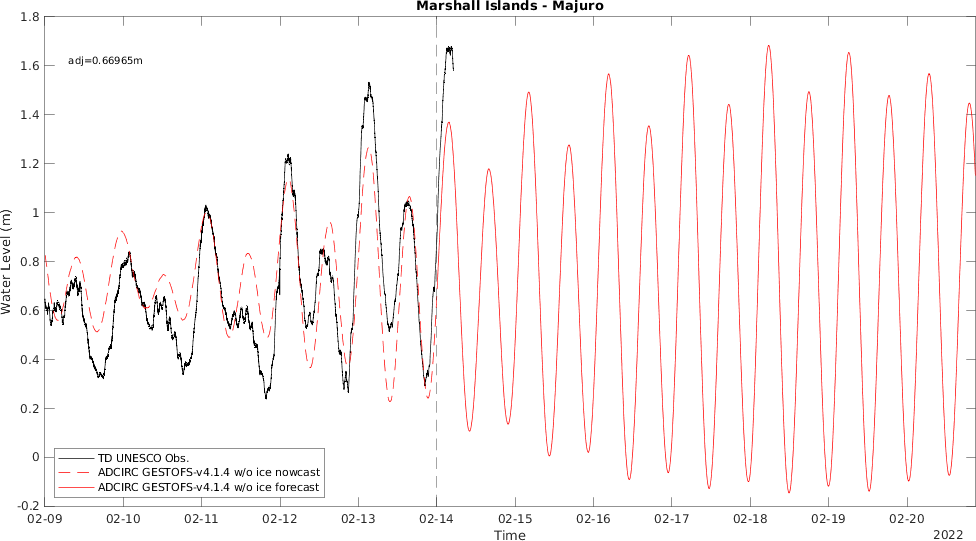 Marshall Islands - Majuro
1.8
1.6
1.4
1.2
1
0.8
0.6
0.4
0.2
0
-0.2
Water Level (m)
adj=0.66965m
TD UNESCO Obs.
ADCIRC GESTOFS-v4.1.4 w/o ice nowcast
ADCIRC GESTOFS-v4.1.4 w/o ice forecast
02-09 02-10 02-11 02-12 02-13 02-14 02-15 02-16 02-17 02-18 02-19 02-20
Time
2022